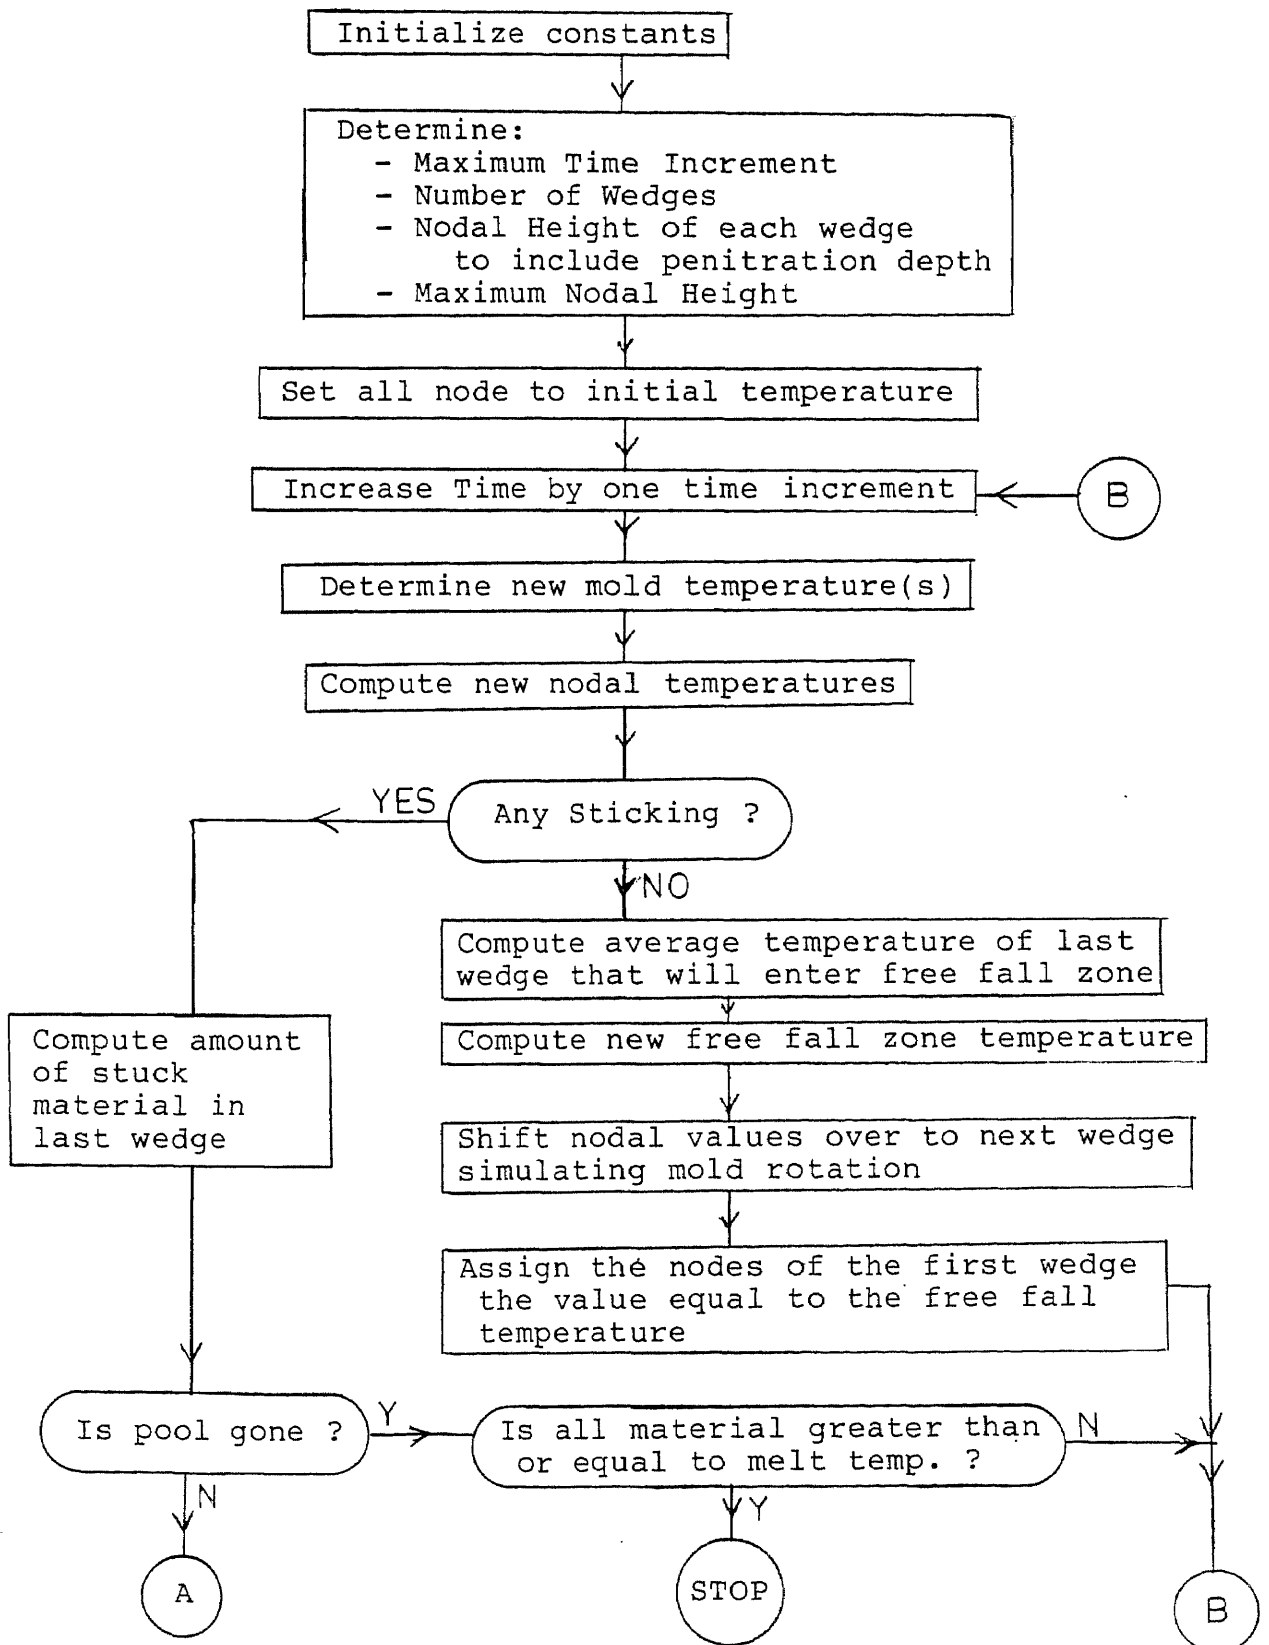 Initialize constants
Determine:
- Maximum Time Increment
- Number of Wedges
- Nodal Height of each wedge
to include penitration depth
- Maximum Nodal Height
Set all node to initial temperature
Increase Time by one time increment
B
Determine new mold temperature(s)
Compute new nodal temperatures
Any Sticking ?
YES
NO
Compute average temperature of last
wedge that will enter free fall zone
Compute new free fall zone temperature
Compute amount
of stuck
material in
last wedge
Shift nodal values over to next wedge
simulating mold rotation
Assign the nodes of the first wedge
the value equal to the free fall
temperature
Is pool gone ?
Y
Is all material greater than
or equal to melt temp. ?
N
N
Y
A
STOP
B